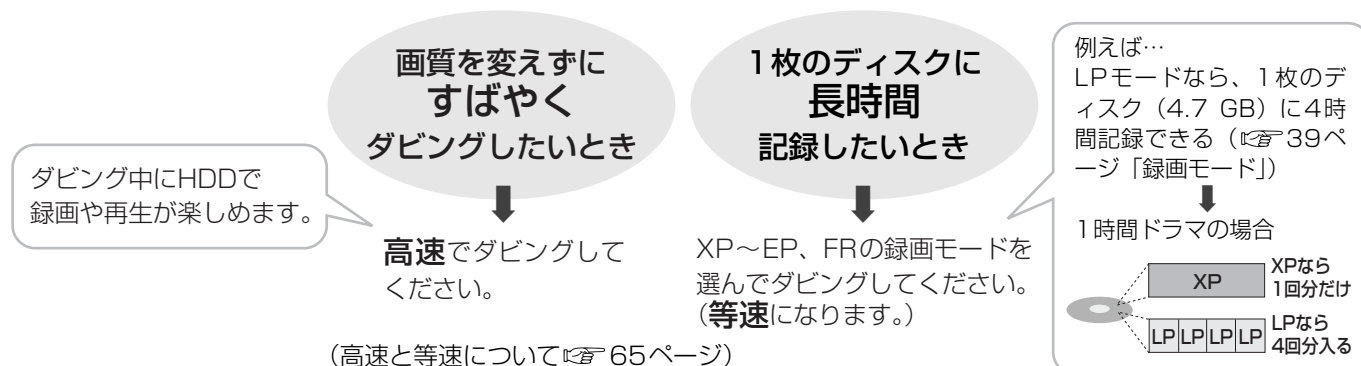 画質を変えずに
すばやく
ダビングしたいとき
ダビング中にHDDで
録画や再生が楽しめます。
高速でダビングして
ください。
1枚のディスクに
長時間
記録したいとき
XP～EP、FRの録画モードを
選んでダビングしてください。
（等速になります。）
（高速と等速について☞65ページ）
例えば…
LPモードなら、1枚のデ
ィスク（4.7 GB）に4時
間記録できる（☞39ペ
ージ「録画モード」）
1時間ドラマの場合
XP
XPなら
1回分だけ
LP LP LP LP
LPなら
4回分入る